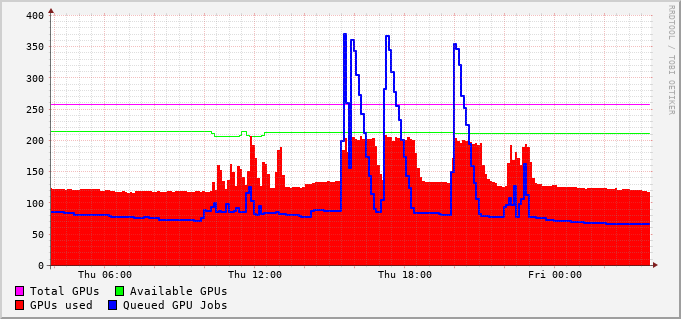 400
350
300
250
200
150
100
50
0
Thu 06:00 Thu 12:00 Thu 18:00 Fri 00:00
Total GPUs Available GPUs
GPUs used Queued GPU Jobs
RRDTOOL / TOBI OETIKER